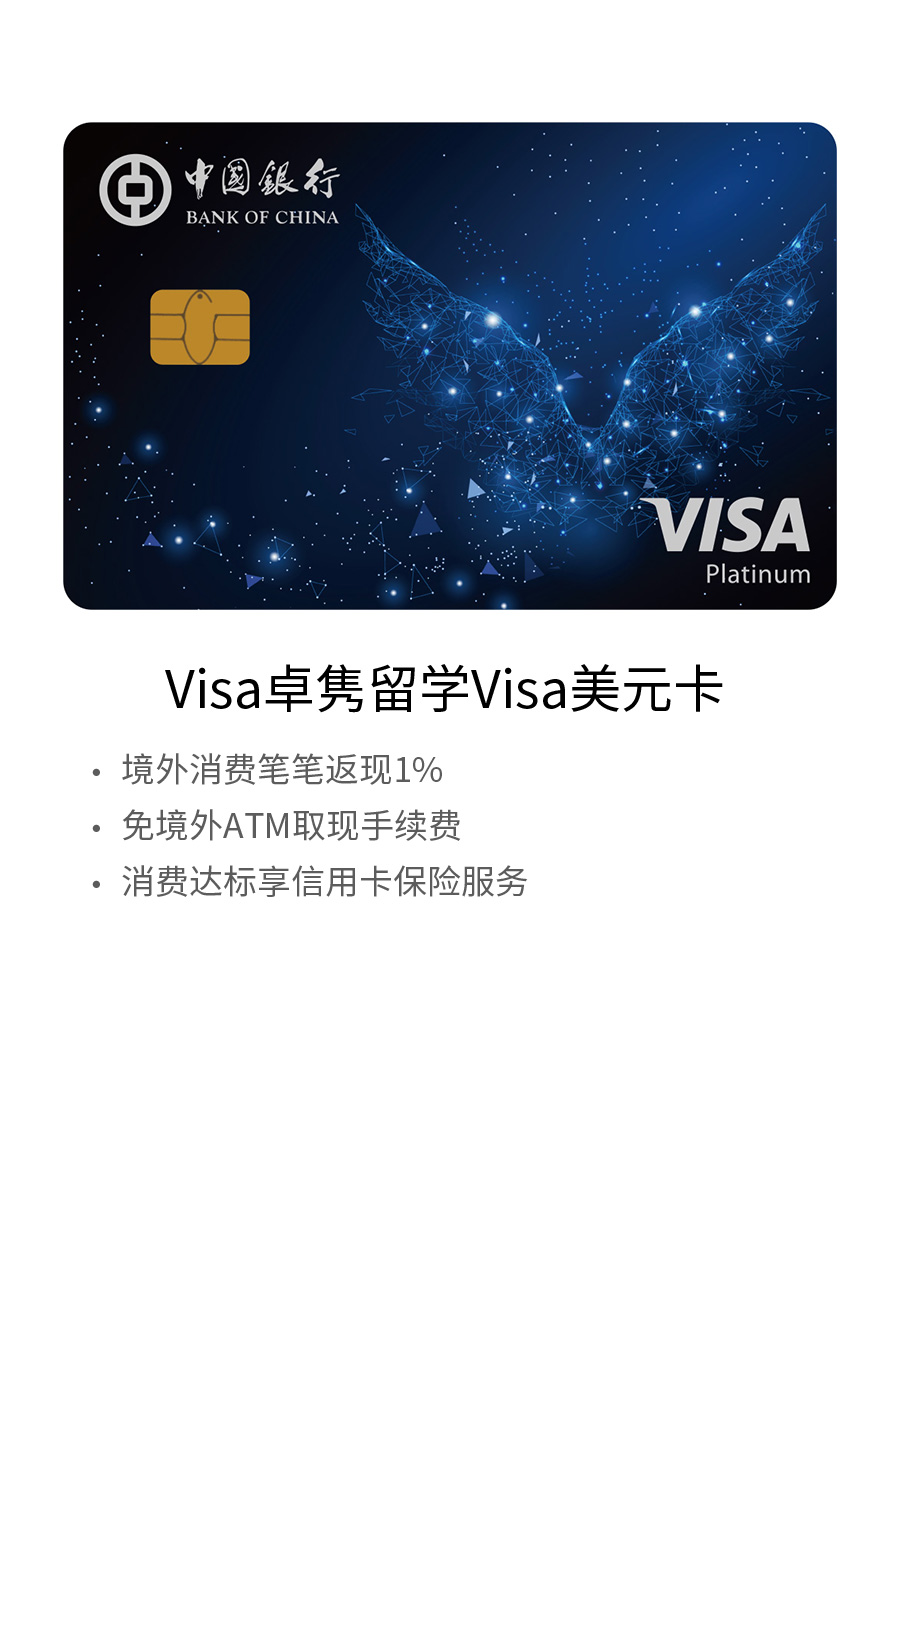 中國銀行
BANK OF CHINA
VISA
Platinum
Visa卓隽留学Visa美元卡
• 境外消费笔笔返现1%
• 免境外ATM取现手续费
• 消费达标享信用卡保险服务